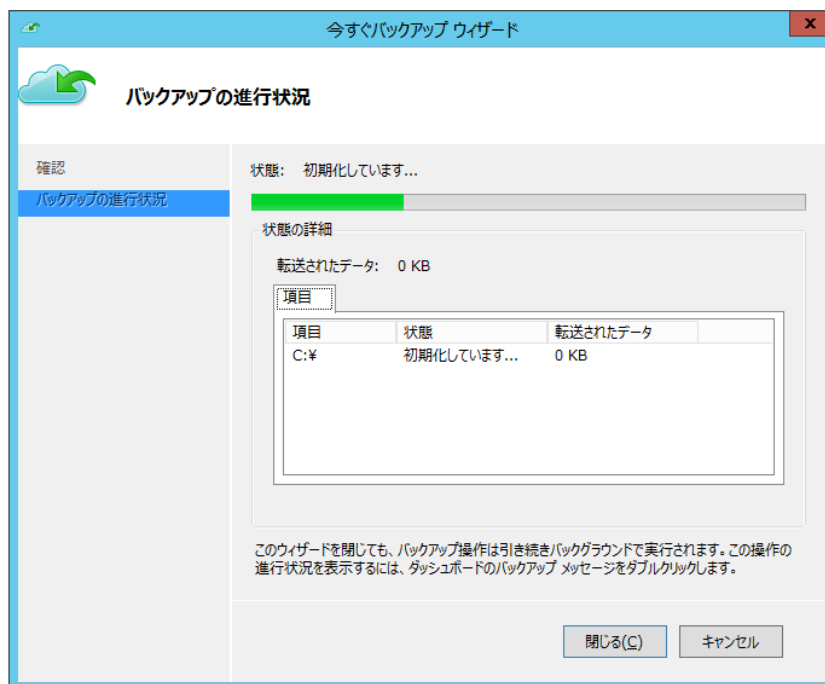 今すぐバックアップ ウィザード
x
バックアップの進行状況
確認
バックアップの進行状況
状態: 初期化しています...
状態の詳細
転送されたデータ: 0 KB
項目
項目 状態 転送されたデータ
C:¥ 初期化しています... 0 KB
このウィザードを閉じても、バックアップ操作は引き続きバックグラウンドで実行されます。この操作の
進行状況を表示するには、ダッシュボードのバックアップ メッセージをダブルクリックします。
閉じる(C) キャンセル